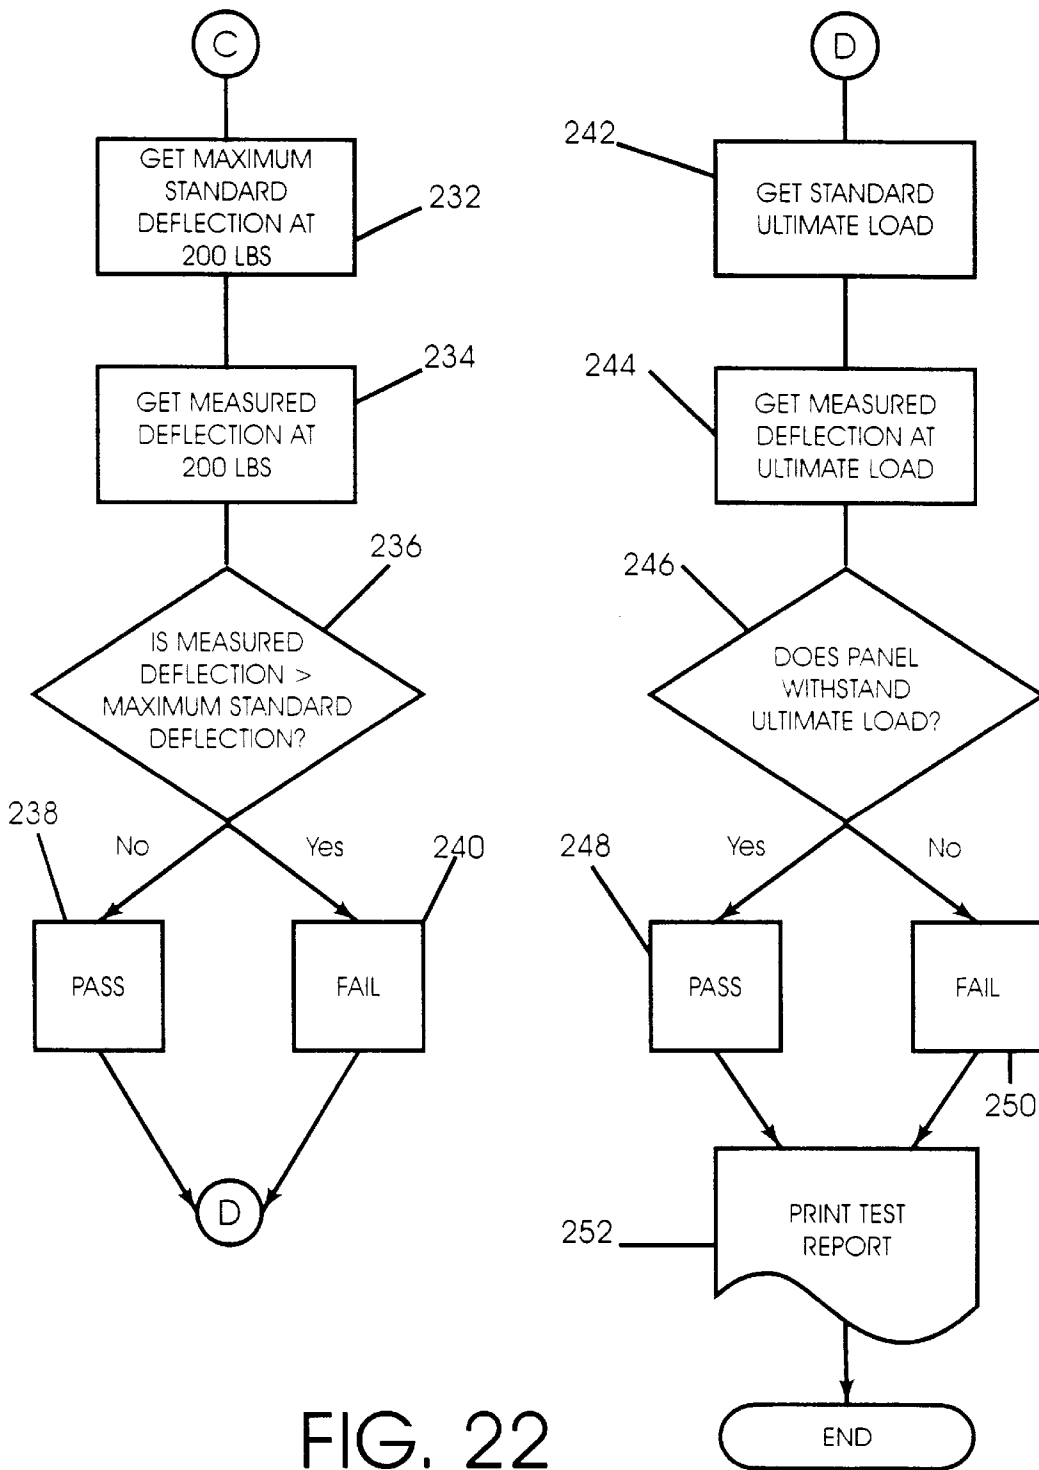 C
GET MAXIMUM
STANDARD
DEFLECTION AT
200 LBS
232
GET MEASURED
DEFLECTION AT
200 LBS
234
236
IS MEASURED
DEFLECTION >
MAXIMUM STANDARD
DEFLECTION?
238
No
Yes
240
PASS
FAIL
D
D
242
GET STANDARD
ULTIMATE LOAD
244
GET MEASURED
DEFLECTION AT
ULTIMATE LOAD
246
DOES PANEL
WITHSTAND
ULTIMATE LOAD?
248
Yes
No
PASS
FAIL
250
252
PRINT TEST
REPORT
END
FIG. 22